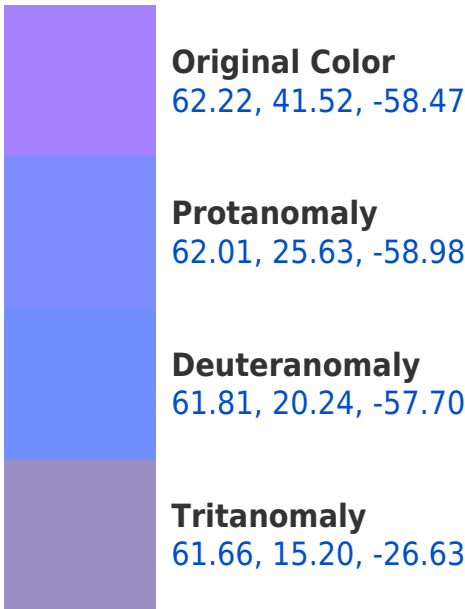 Original Color
62.22, 41.52, -58.47
Protanomaly
62.01, 25.63, -58.98
Deuteranomaly
61.81, 20.24, -57.70
Tritanomaly
61.66, 15.20, -26.63